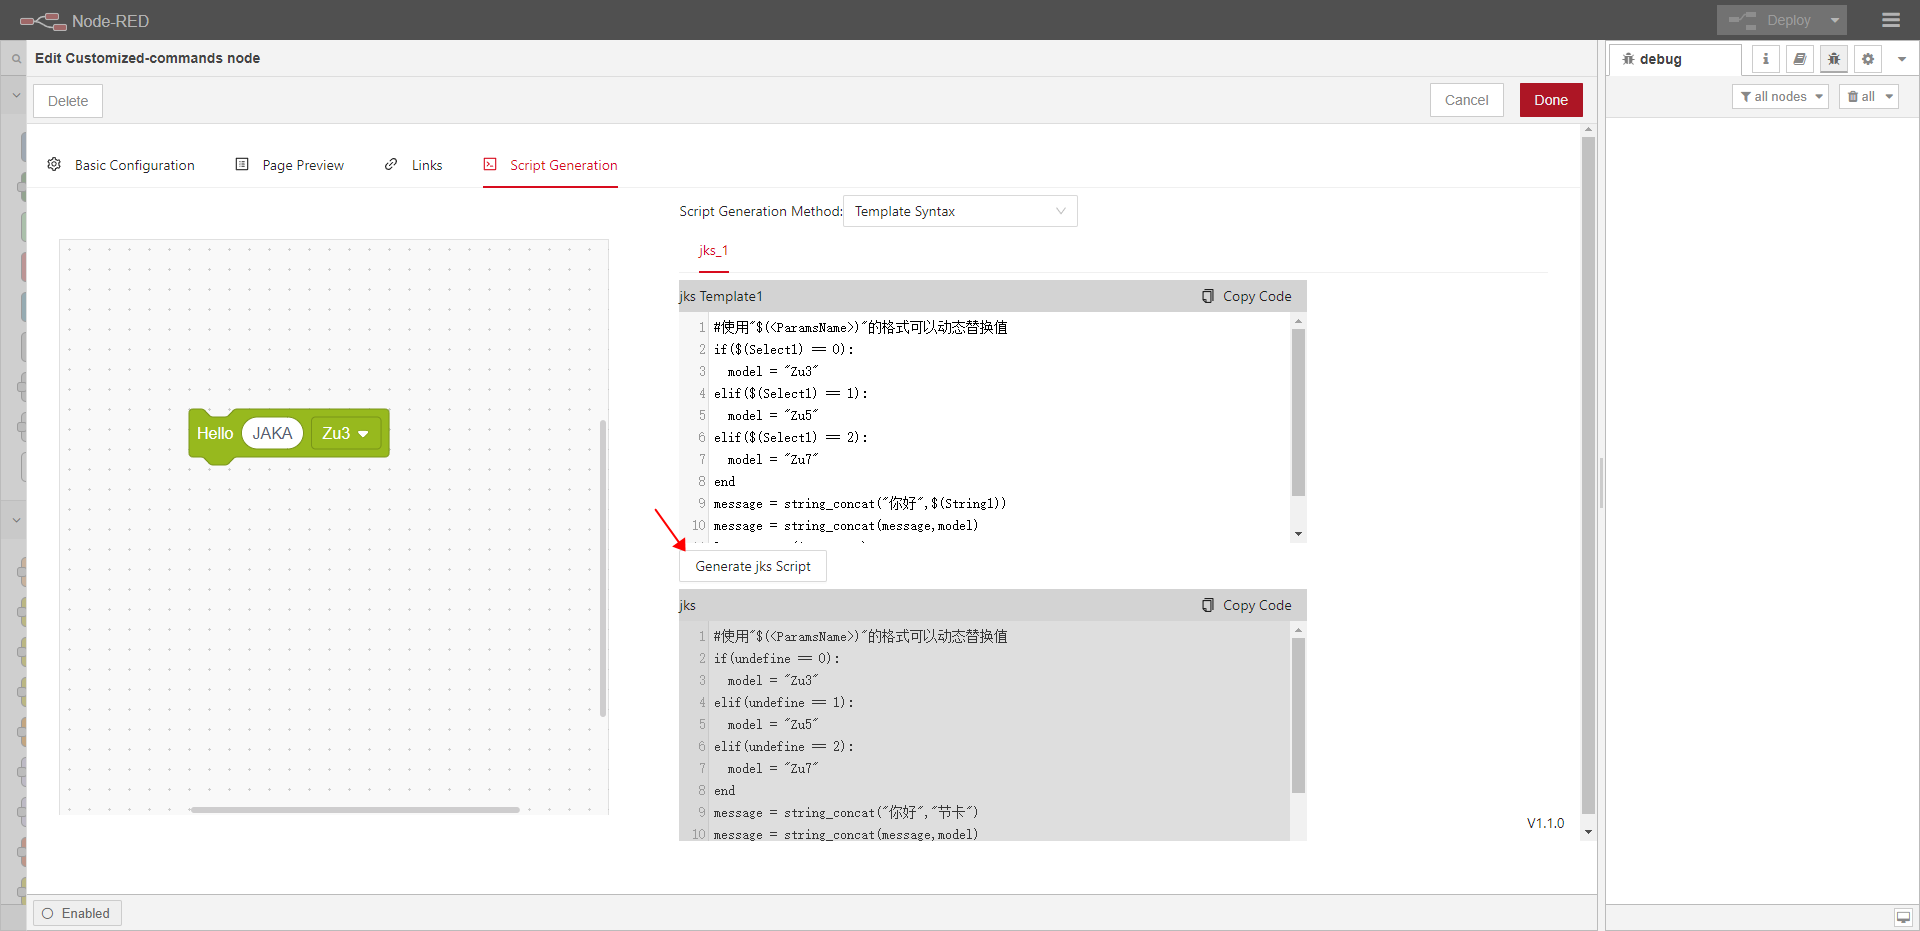 Node-RED
Deploy
Edit Customized-commands node
debug
Delete
Cancel
Done
all nodes
all
Basic Configuration
Page Preview
Links
Script Generation
Script Generation Method:
Template Syntax
jks_1
jks Template1
Copy Code
1 #使用"$(<ParamsName>)"的格式可以动态替换值
2 if($(Select1) == 0):
3 model = "Zu3"
4 elif($(Select1) == 1):
5 model = "Zu5"
6 elif($(Select1) == 2):
7 model = "Zu7"
8 end
9 message = string_concat("你好",$(String1))
10 message = string_concat(message,model)
Hello JAKA Zu3
Generate jks Script
jks
Copy Code
1 #使用"$(<ParamsName>)"的格式可以动态替换值
2 if(undefine == 0):
3 model = "Zu3"
4 elif(undefine == 1):
5 model = "Zu5"
6 elif(undefine == 2):
7 model = "Zu7"
8 end
9 message = string_concat("你好","节卡")
10 message = string_concat(message,model)
V1.1.0
Enabled